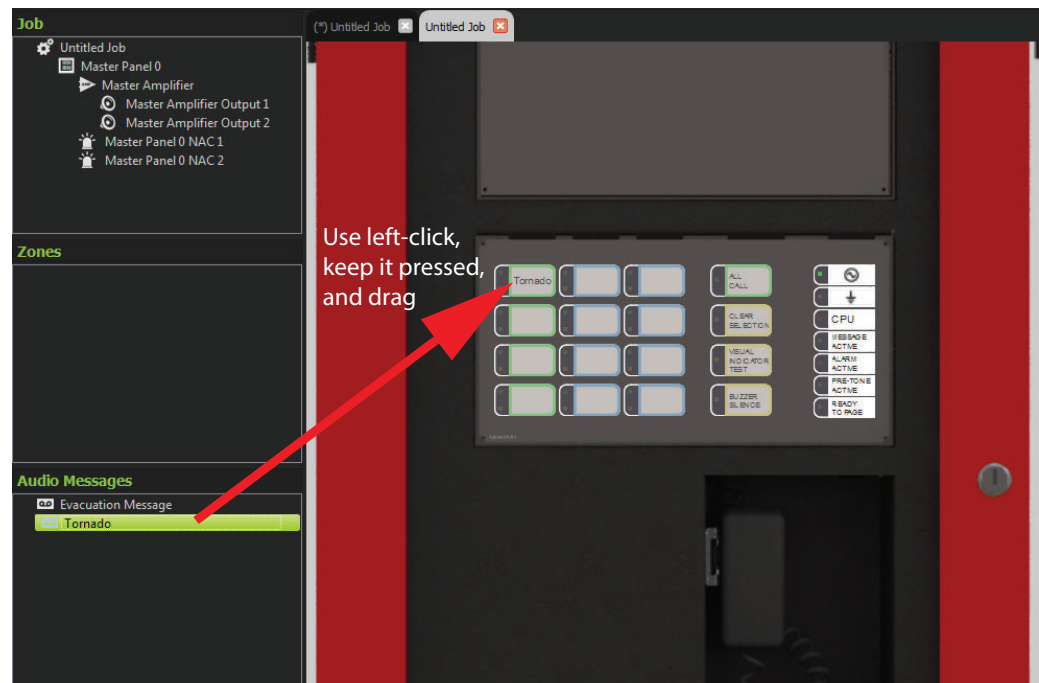 Job
Untitled Job
Master Panel 0
Master Amplifier
Master Amplifier Output 1
Master Amplifier Output 2
Master Panel 0 NAC 1
Master Panel 0 NAC 2
Zones
Audio Messages
Evacuation Message
Tornado
(*) Untitled Job
Untitled Job
Use left-click,
keep it pressed,
and drag
Tornado
ALL
CALL
CLEAR
SELECTION
VISUAL
INDICATOR
TEST
BUZZER
SILENCE
CPU
MESSAGE
ACTIVE
ALARM
ACTIVE
PRE-TONE
ACTIVE
READY
TO PAGE